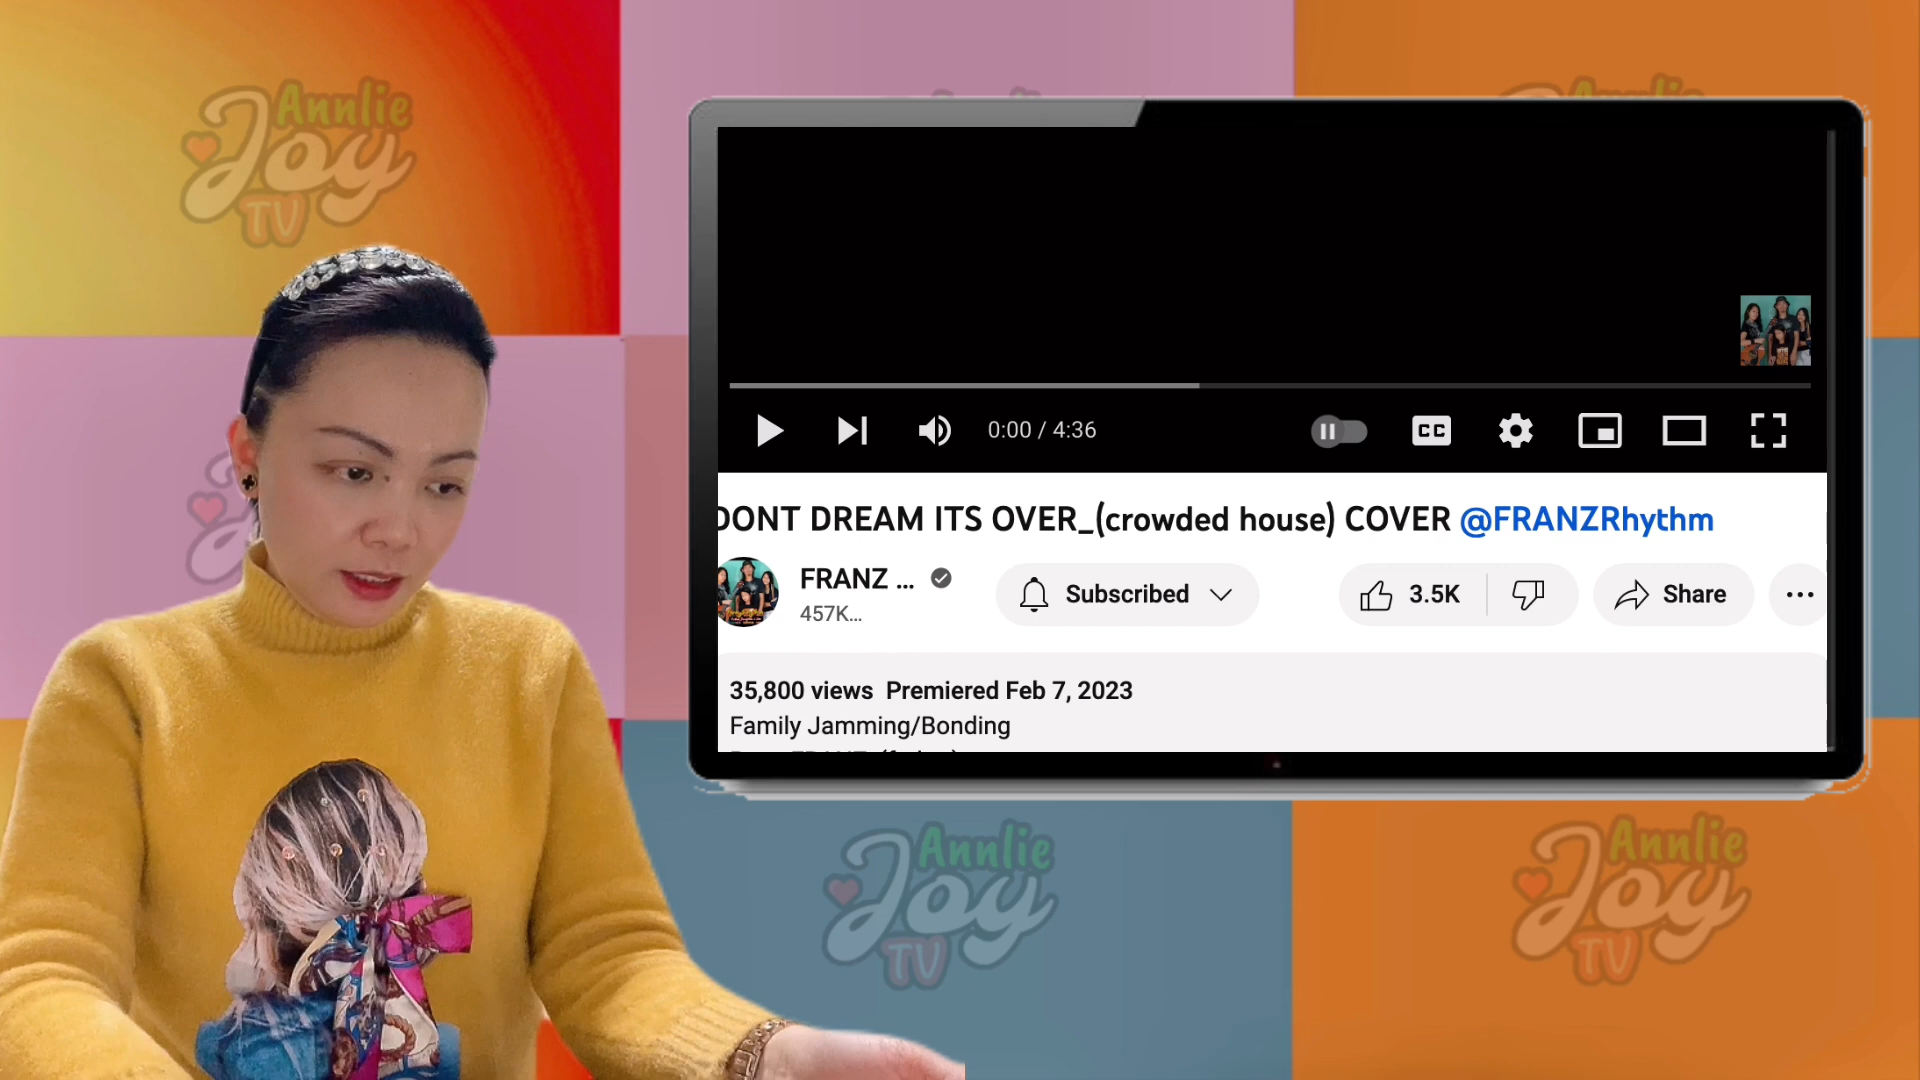 Annlie
Joy
TV
0:00 / 4:36
CC
DONT DREAM ITS OVER_(crowded house) COVER @FRANZRhythm
FRANZ ...
457K...
Subscribed
3.5K
Share
35,800 views Premiered Feb 7, 2023
Family Jamming/Bonding
Annlie
Joy
TV
Annlie
Joy
TV